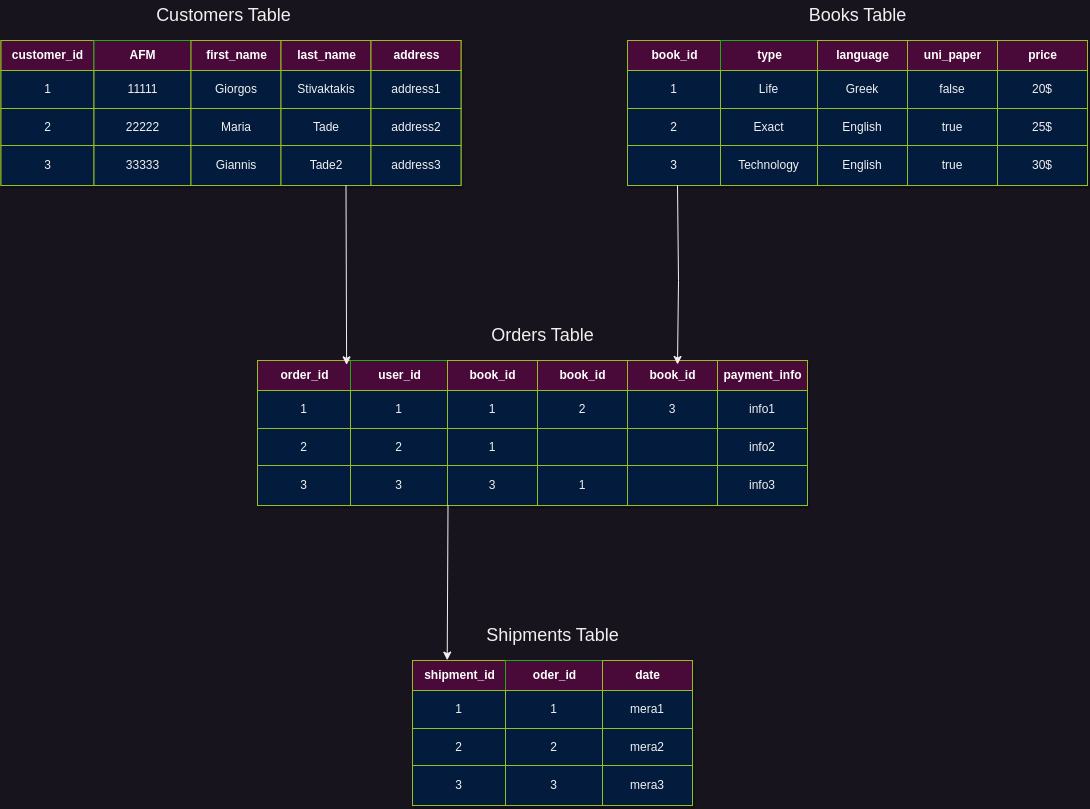 Customers Table
customer_id AFM first_name last_name address
1 11111 Giorgos Stivaktakis address1
2 22222 Maria Tade address2
3 33333 Giannis Tade2 address3
Books Table
book_id type language uni_paper price
1 Life Greek false 20$
2 Exact English true 25$
3 Technology English true 30$
Orders Table
order_id user_id book_id book_id book_id payment_info
1 1 1 2 3 info1
2 2 1 info2
3 3 3 1 info3
Shipments Table
shipment_id oder_id date
1 1 mera1
2 2 mera2
3 3 mera3